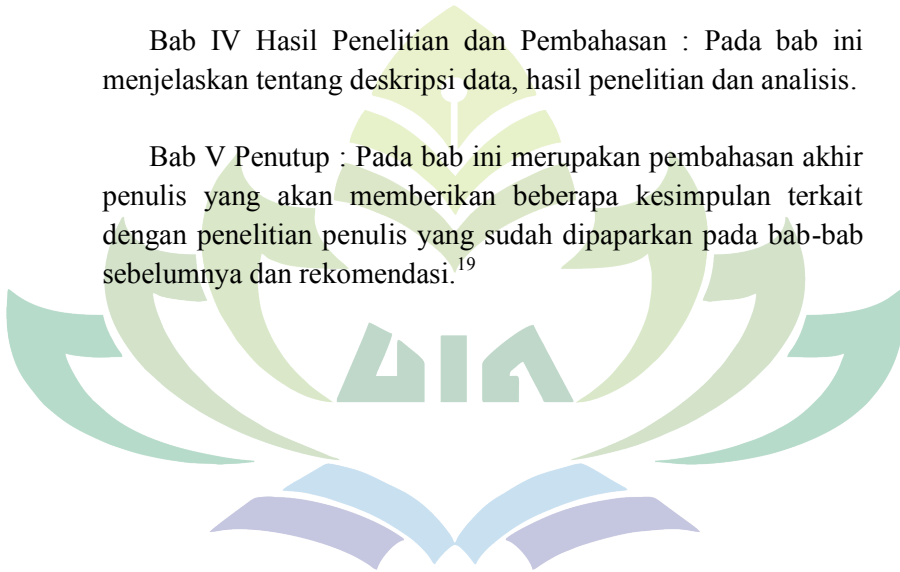 Bab IV Hasil Penelitian dan Pembahasan : Pada bab ini
menjelaskan tentang deskripsi data, hasil penelitian dan analisis.
Bab V Penutup : Pada bab ini merupakan pembahasan akhir
penulis yang akan memberikan beberapa kesimpulan terkait
dengan penelitian penulis yang sudah dipaparkan pada bab-bab
sebelumnya dan rekomendasi.19
UIN